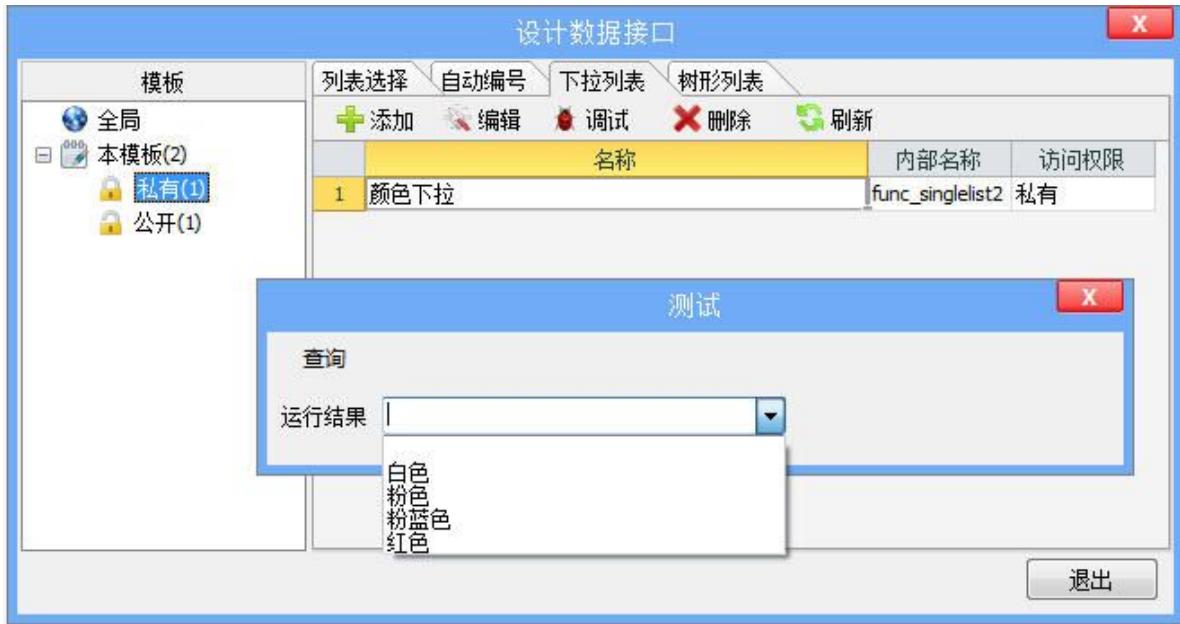 设计数据接口
X
模板
全局
本模板(2)
私有(1)
公开(1)
列表选择 自动编号 下拉列表 树形列表
添加 编辑 调试 删除 刷新
名称 内部名称 访问权限
1 颜色下拉 func_singlelist2 私有
测试
X
查询
运行结果
白色
粉色
粉蓝色
红色
退出